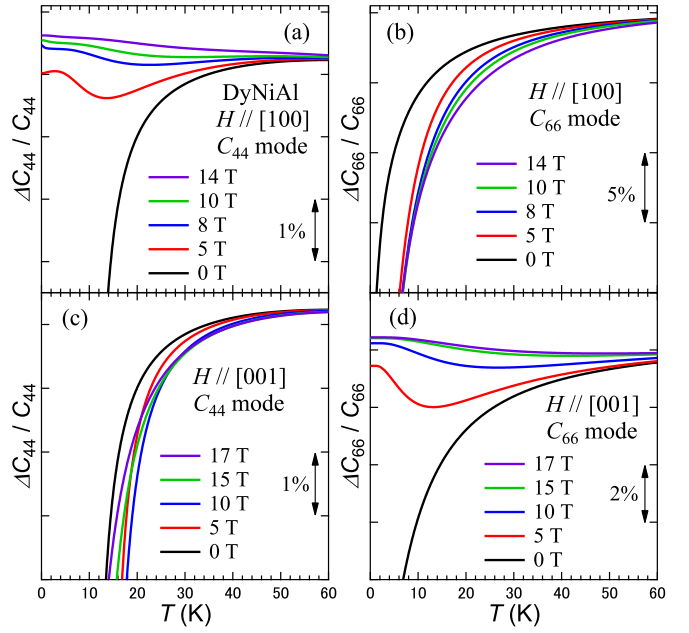 (a)
ΔC44 / C44
DyNiAl
H // [100]
C44 mode
14 T
10 T
8 T
5 T
0 T
1%
(b)
ΔC66 / C66
H // [100]
C66 mode
14 T
10 T
8 T
5 T
0 T
5%
(c)
ΔC44 / C44
H // [001]
C44 mode
17 T
15 T
10 T
5 T
0 T
1%
0 10 20 30 40 50 60
T (K)
(d)
ΔC66 / C66
H // [001]
C66 mode
17 T
15 T
10 T
5 T
0 T
2%
0 10 20 30 40 50 60
T (K)